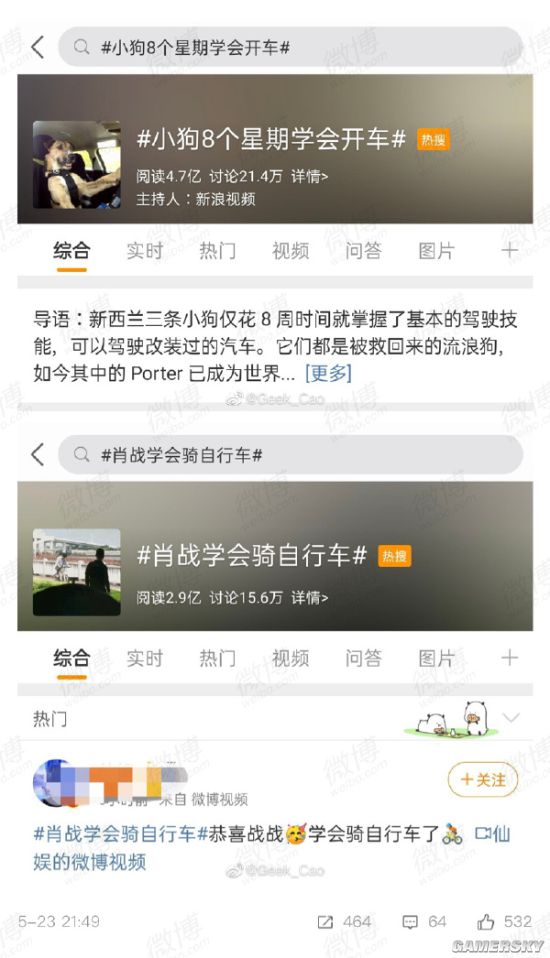 #小狗8个星期学会开车#
#小狗8个星期学会开车# 热搜
阅读4.7亿 讨论21.4万 详情>
主持人：新浪视频
综合 实时 热门 视频 问答 图片 +
导语：新西兰三条小狗仅花 8 周时间就掌握了基本的驾驶技
能，可以驾驶改装过的汽车。它们都是被救回来的流浪狗，
如今其中的 Porter 已成为世界... [更多]
@Geek_Cao
#肖战学会骑自行车#
#肖战学会骑自行车# 热搜
阅读2.9亿 讨论15.6万 详情>
综合 实时 热门 视频 问答 图片 +
热门
+关注
来自 微博视频
#肖战学会骑自行车#恭喜战战🥳学会骑自行车了🚴 仙
娱的微博视频
@Geek_Cao
5-23 21:49 464 64 532
GAMERSKY